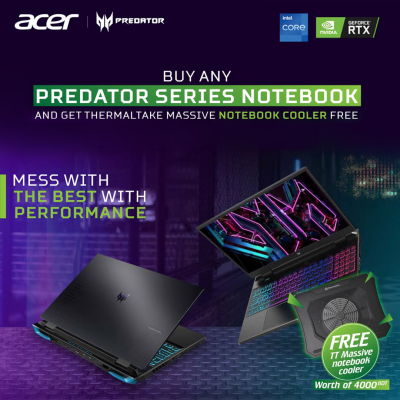 acer
PREDATOR
intel
CORE
NVIDIA
GEFORCE
RTX
BUY ANY
PREDATOR SERIES NOTEBOOK
AND GET THERMALTAKE MASSIVE NOTEBOOK COOLER FREE
MESS WITH
THE BEST WITH
PERFORMANCE
FREE
TT Massive
notebook
cooler
Worth of 4000BDT